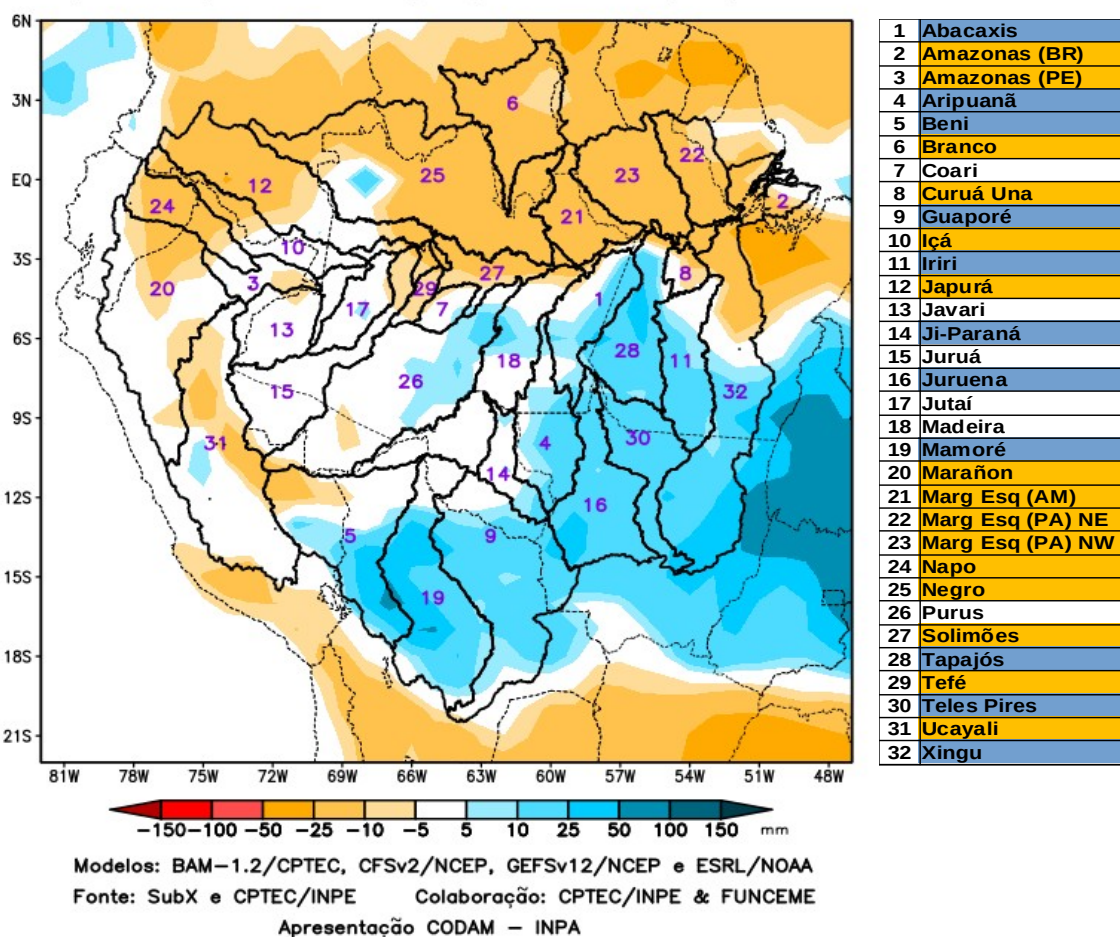 6N
3N
EQ
3S
6S
9S
12S
15S
18S
21S
81W 78W 75W 72W 69W 66W 63W 60W 57W 54W 51W 48W
6
22
12
25
23
24
2
21
10
20
3
29
27
8
17
7
1
13
18
28
11
15
26
32
31
4
30
14
16
5
9
19
1 Abacaxis
2 Amazonas (BR)
3 Amazonas (PE)
4 Aripuanã
5 Beni
6 Branco
7 Coari
8 Curuá Una
9 Guaporé
10 Içá
11 Iriri
12 Japurá
13 Javari
14 Ji-Paraná
15 Juruá
16 Juruena
17 Jutaí
18 Madeira
19 Mamoré
20 Marañon
21 Marg Esq (AM)
22 Marg Esq (PA) NE
23 Marg Esq (PA) NW
24 Napo
25 Negro
26 Purus
27 Solimões
28 Tapajós
29 Tefé
30 Teles Pires
31 Ucayali
32 Xingu
−150 −100 −50 −25 −10 −5 5 10 25 50 100 150 mm
Modelos: BAM−1.2/CPTEC, CFSv2/NCEP, GEFSv12/NCEP e ESRL/NOAA
Fonte: SubX e CPTEC/INPE Colaboração: CPTEC/INPE & FUNCEME
Apresentação CODAM − INPA